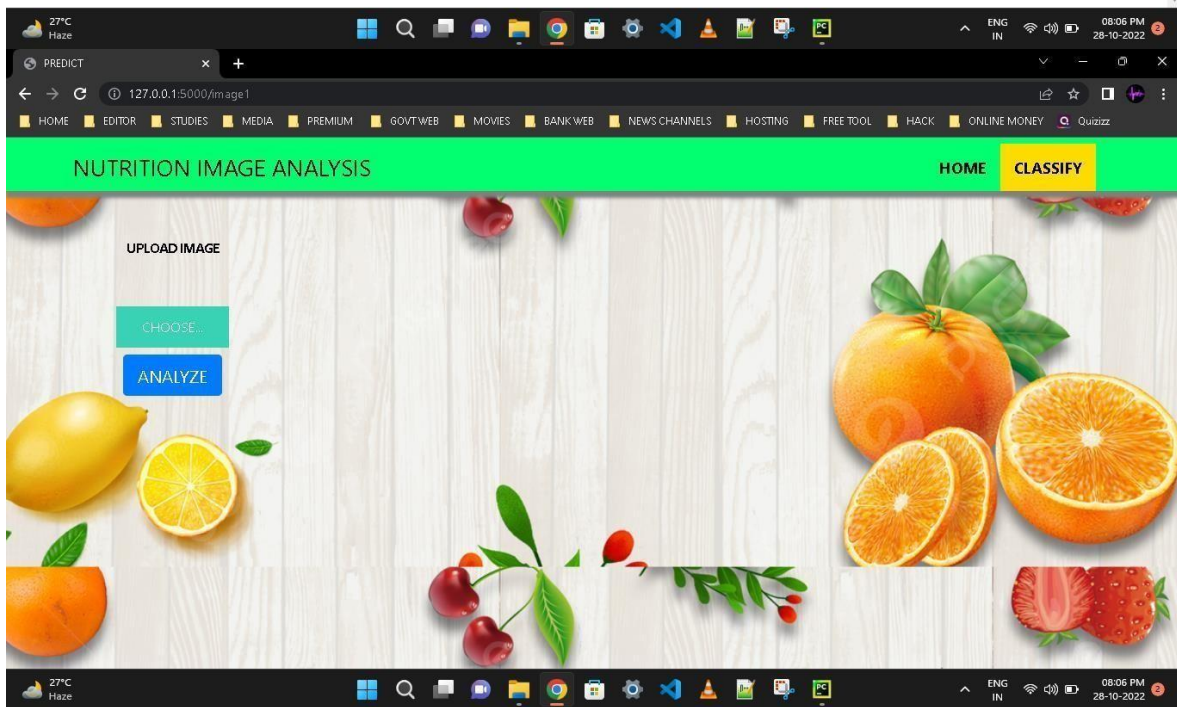 27°C
Haze
ENG
IN
08:06 PM
28-10-2022
2
PREDICT
127.0.0.1:5000/image1
HOME EDITOR STUDIES MEDIA PREMIUM GOVT WEB MOVIES BANK WEB NEWS CHANNELS HOSTING FREE TOOL HACK ONLINE MONEY Quizizz
NUTRITION IMAGE ANALYSIS
HOME CLASSIFY
UPLOAD IMAGE
CHOOSE...
ANALYZE
27°C
Haze
ENG
IN
08:06 PM
28-10-2022
2